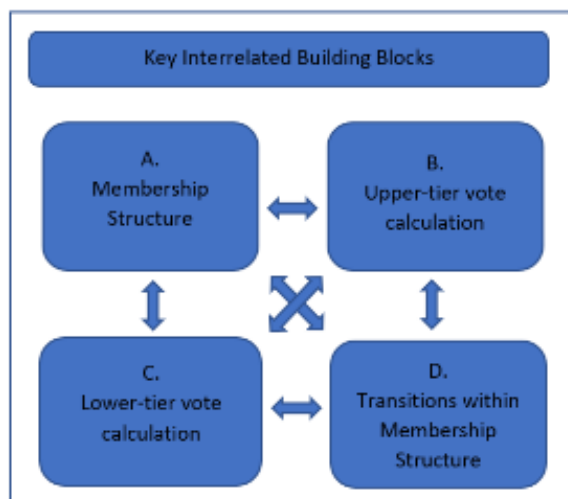 Key Interrelated Building Blocks
A.
Membership
Structure
B.
Upper-tier vote
calculation
C.
Lower-tier vote
calculation
D.
Transitions within
Membership
Structure